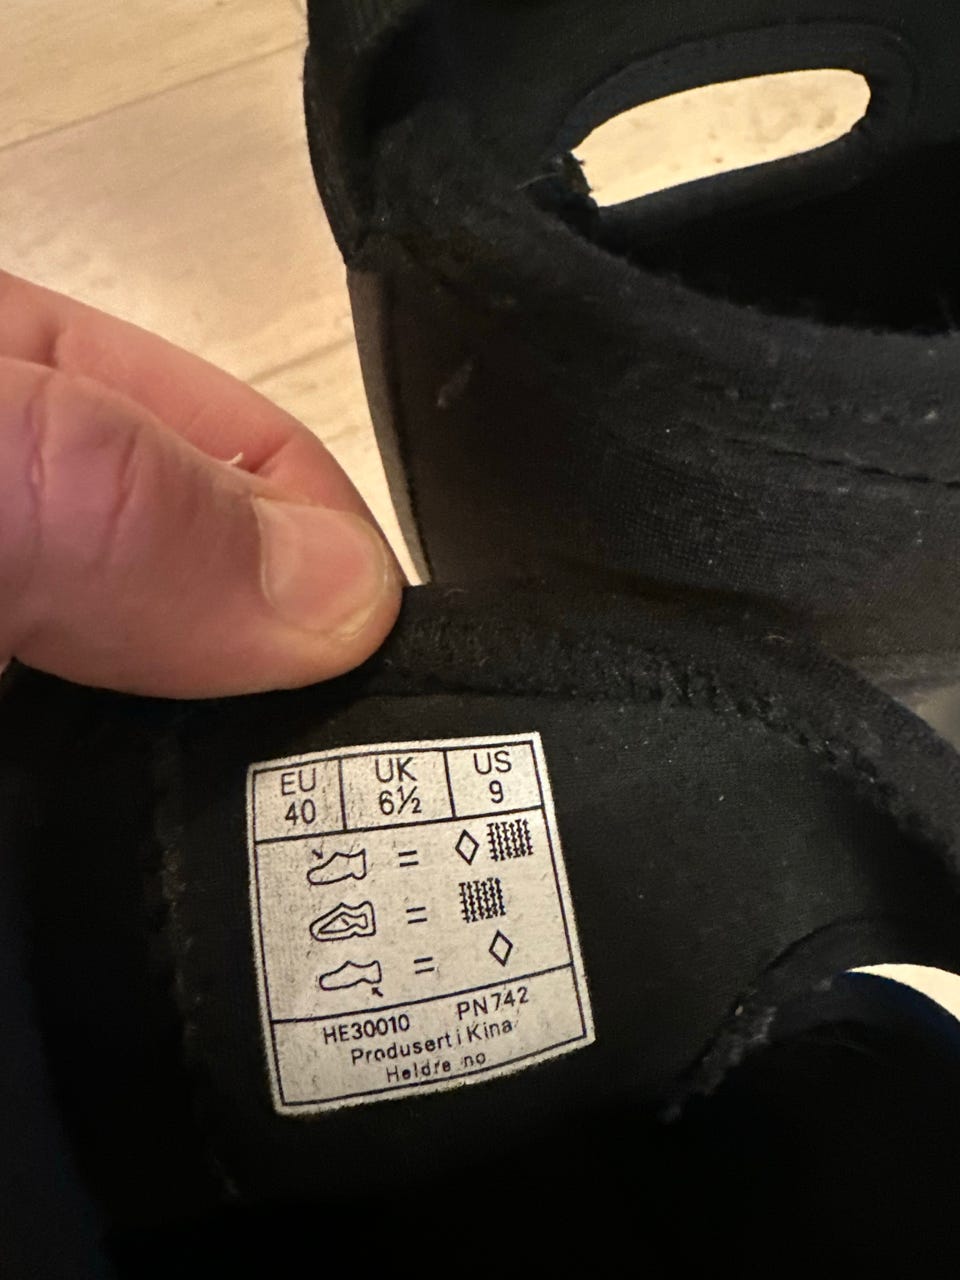 EU UK US
40 6½ 9
=
=
=
HE30010 PN742
Produsert i Kina
Heldre no